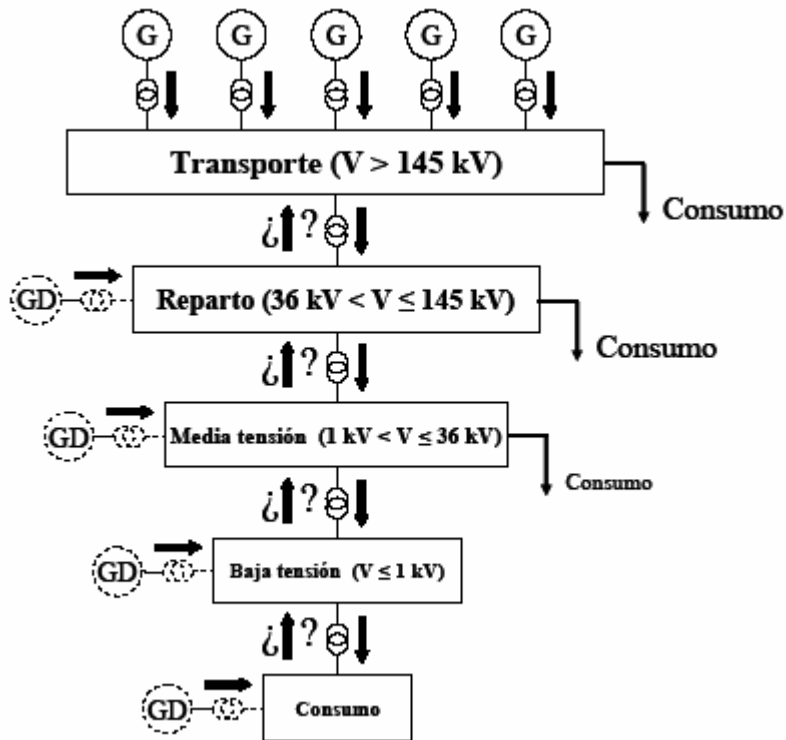 G G G G G
Transporte (V > 145 kV)
Consumo
¿ ?
GD
Reparto (36 kV < V ≤ 145 kV)
Consumo
¿ ?
GD
Media tensión (1 kV < V ≤ 36 kV)
Consumo
¿ ?
GD
Baja tensión (V ≤ 1 kV)
¿ ?
GD
Consumo